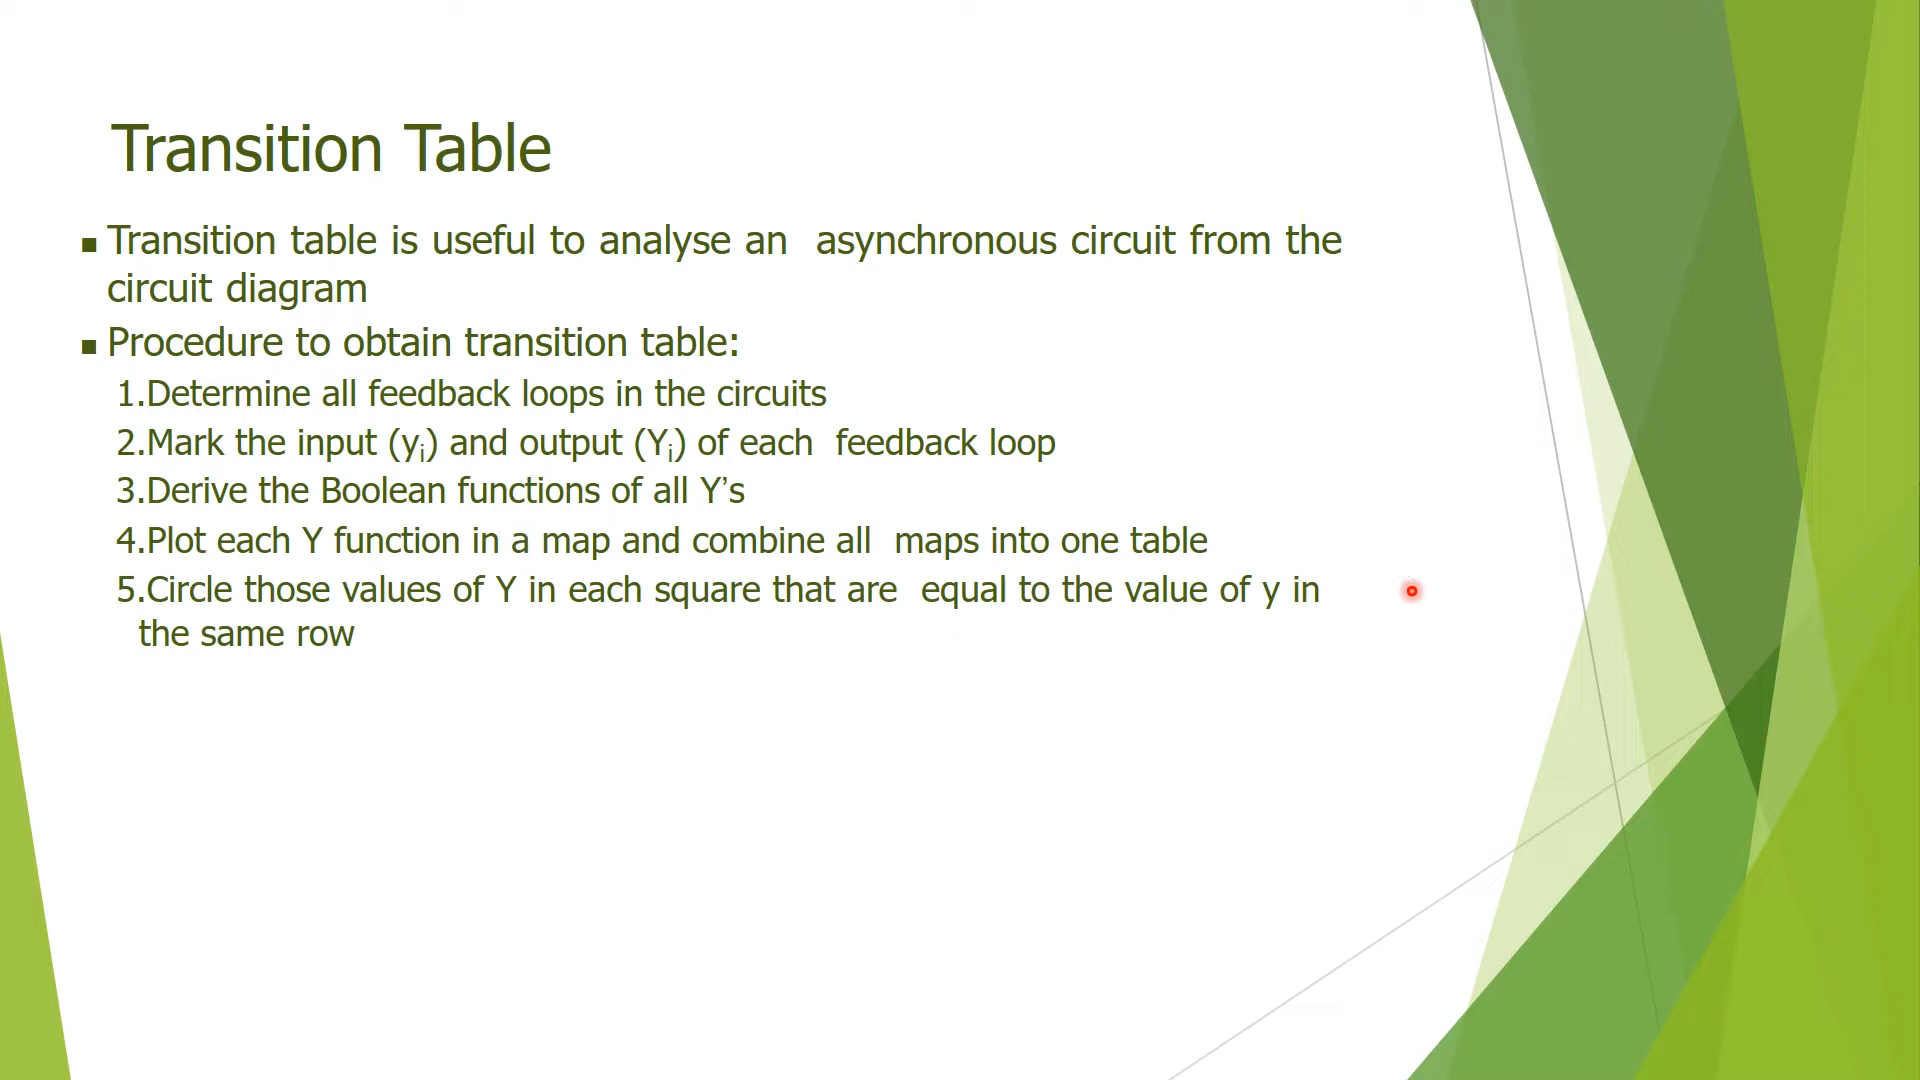 Transition Table
▪ Transition table is useful to analyse an asynchronous circuit from the
circuit diagram
▪ Procedure to obtain transition table:
1.Determine all feedback loops in the circuits
2.Mark the input (yᵢ) and output (Yᵢ) of each feedback loop
3.Derive the Boolean functions of all Y’s
4.Plot each Y function in a map and combine all maps into one table
5.Circle those values of Y in each square that are equal to the value of y in
the same row